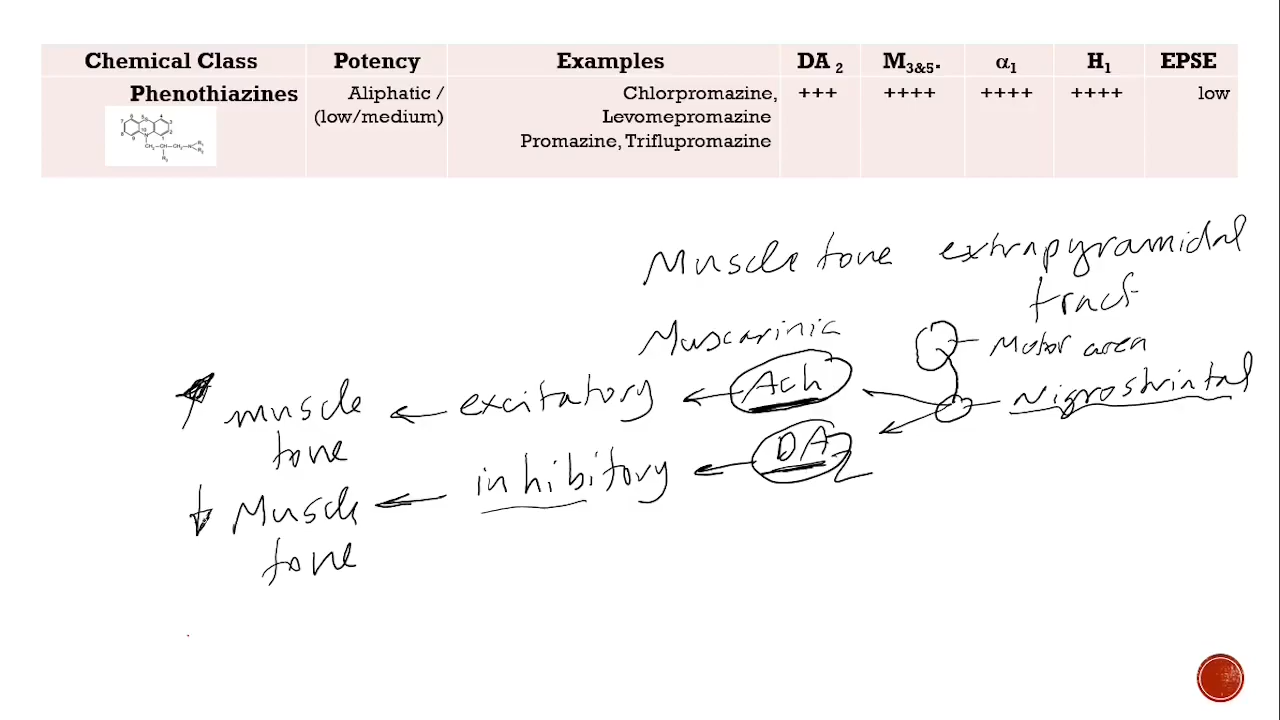 Chemical Class Potency Examples DA 2 M3&5. α1 H1 EPSE
Phenothiazines Aliphatic / Chlorpromazine, +++ ++++ ++++ ++++ low
(low/medium) Levomepromazine
Promazine, Triflupromazine
Muscle tone extrapyramidal
tract
Muscarinic
Motor area
muscle excitatory Ach Nigrostrintal
tone
inhibitory DA2
Muscle
tone